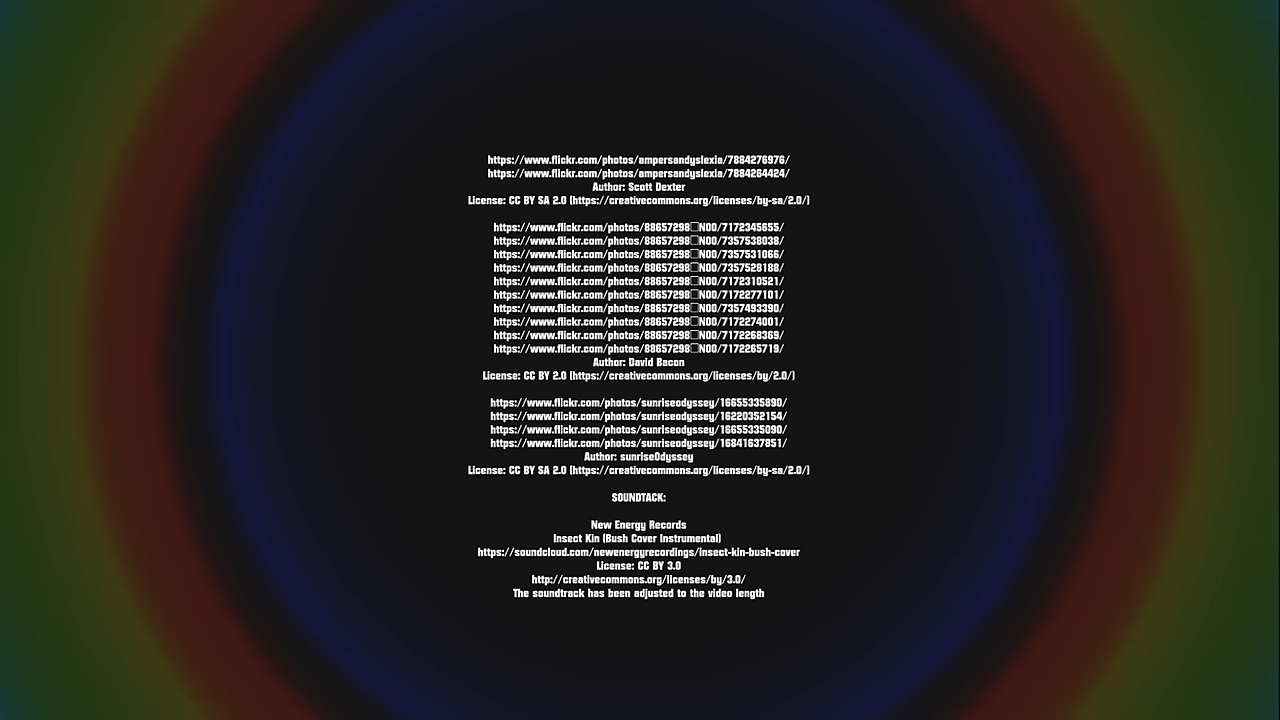 https://www.flickr.com/photos/ampersandyslexia/7884276976/
https://www.flickr.com/photos/ampersandyslexia/7884264424/
Author: Scott Dexter
License: CC BY SA 2.0 (https://creativecommons.org/licenses/by-sa/2.0/)
https://www.flickr.com/photos/88657298□N00/7172345655/
https://www.flickr.com/photos/88657298□N00/7357538038/
https://www.flickr.com/photos/88657298□N00/7357531066/
https://www.flickr.com/photos/88657298□N00/7357528188/
https://www.flickr.com/photos/88657298□N00/7172310521/
https://www.flickr.com/photos/88657298□N00/7172277101/
https://www.flickr.com/photos/88657298□N00/7357493390/
https://www.flickr.com/photos/88657298□N00/7172274001/
https://www.flickr.com/photos/88657298□N00/7172268369/
https://www.flickr.com/photos/88657298□N00/7172265719/
Author: David Bacon
License: CC BY 2.0 (https://creativecommons.org/licenses/by/2.0/)
https://www.flickr.com/photos/sunriseodyssey/16655335890/
https://www.flickr.com/photos/sunriseodyssey/16220352154/
https://www.flickr.com/photos/sunriseodyssey/16655335090/
https://www.flickr.com/photos/sunriseodyssey/16841637851/
Author: sunriseOdyssey
License: CC BY SA 2.0 (https://creativecommons.org/licenses/by-sa/2.0/)
SOUNDTACK:
New Energy Records
Insect Kin (Bush Cover Instrumental)
https://soundcloud.com/newenergyrecordings/insect-kin-bush-cover
License: CC BY 3.0
http://creativecommons.org/licenses/by/3.0/
The soundtrack has been adjusted to the video length